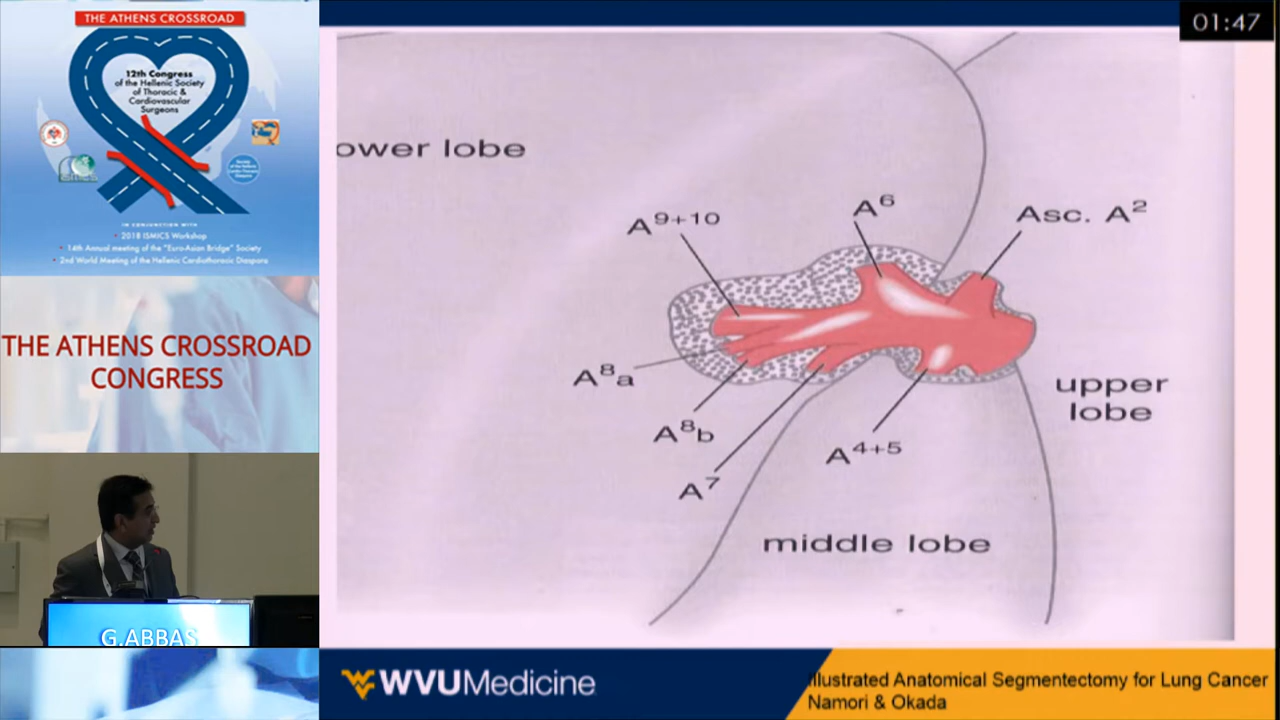 THE ATHENS CROSSROAD
12th Congress
of the Hellenic Society
of Thoracic &
Cardiovascular
Surgeons
IN CONJUNCTION WITH
• 2018 ISMICS Workshop
• 14th Annual meeting of the "Euro-Asian Bridge" Society
• 2nd World Meeting of the Hellenic Cardiothoracic Diaspora
THE ATHENS CROSSROAD
CONGRESS
G.ABBAS
01:47
ower lobe
A9+10
A6
Asc. A2
A8a
A8b
A7
A4+5
upper
lobe
middle lobe
WVUMedicine
Illustrated Anatomical Segmentectomy for Lung Cancer
Namori & Okada